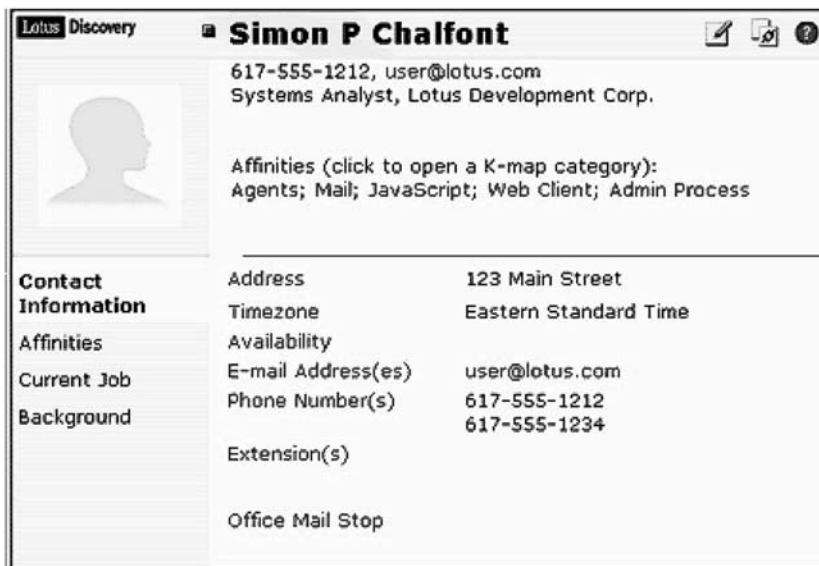 Lotus Discovery
Simon P Chalfont
?
617-555-1212, user@lotus.com
Systems Analyst, Lotus Development Corp.
Affinities (click to open a K-map category):
Agents; Mail; JavaScript; Web Client; Admin Process
Contact
Information
Affinities
Current Job
Background
Address 123 Main Street
Timezone Eastern Standard Time
Availability
E-mail Address(es) user@lotus.com
Phone Number(s) 617-555-1212
617-555-1234
Extension(s)
Office Mail Stop